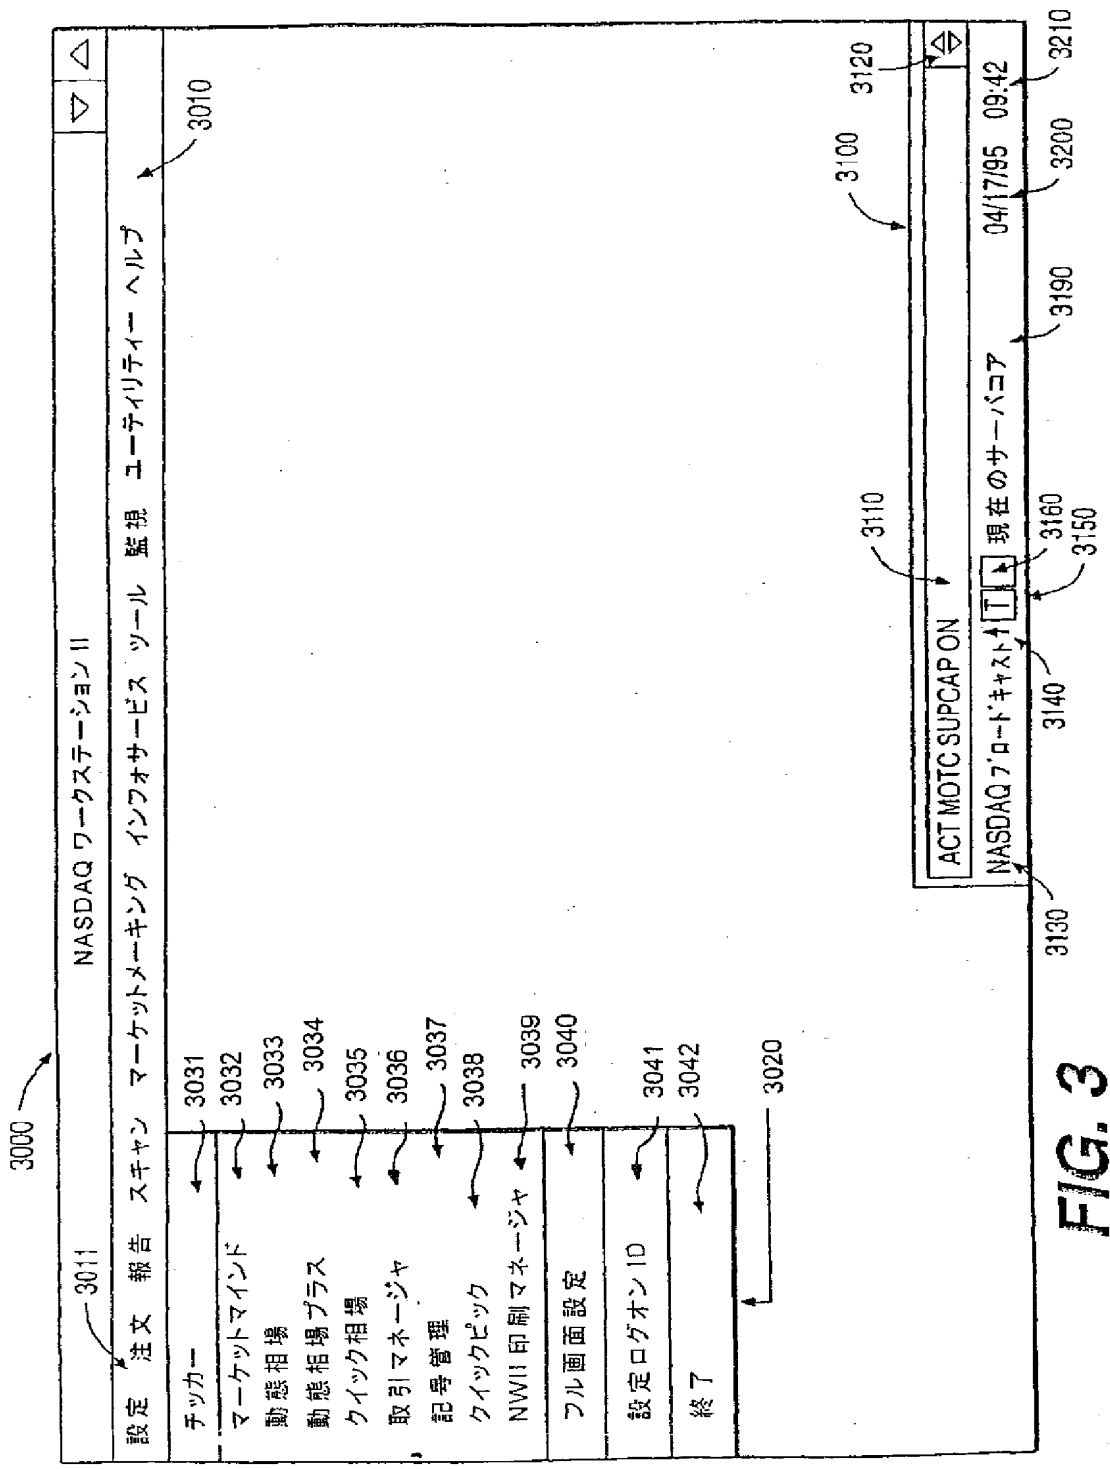 3000
NASDAQ ワークステーション II
3011
3010
設定 注文 報告 スキャン マーケットメーキング インフォサービス ツール 監視 ユーティリティー ヘルプ
チッカー 3031
マーケットマインド 3032
動態相場 3033
動態相場プラス 3034
クイック相場 3035
取引マネージャ 3036
記号管理 3037
クイックピック 3038
NWII 印刷マネージャ 3039
フル画面設定 3040
設定ログオン ID 3041
終了 3042
3020
3110
3100
3120
ACT MOTC SUPCAP ON
NASDAQ ブロードキャスト T 現在のサーバコア 04/17/95 09:42
3130
3140
3150
3160
3190
3200
3210
FIG. 3